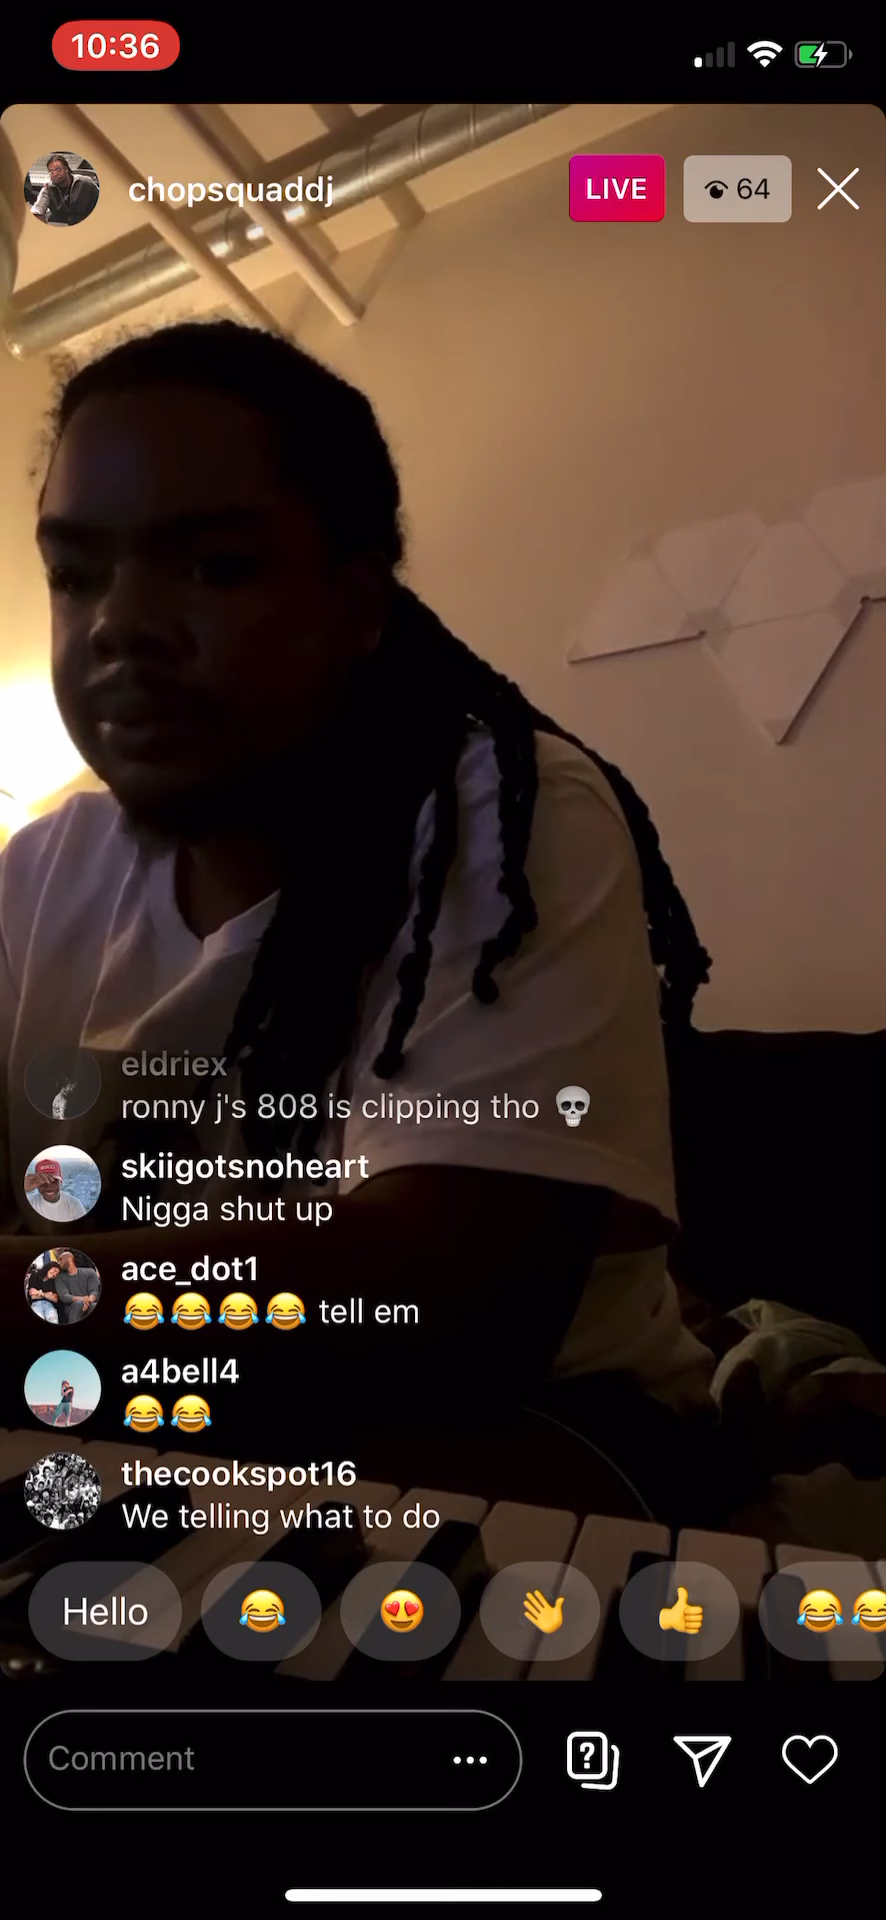 10:36
chopsquaddj
LIVE
64
eldriex
ronny j's 808 is clipping tho 💀
skiigotsnoheart
Nigga shut up
ace_dot1
😂😂😂😂 tell em
a4bell4
😂😂
thecookspot16
We telling what to do
Hello 😂 😍 👋 👍 😂😂
Comment